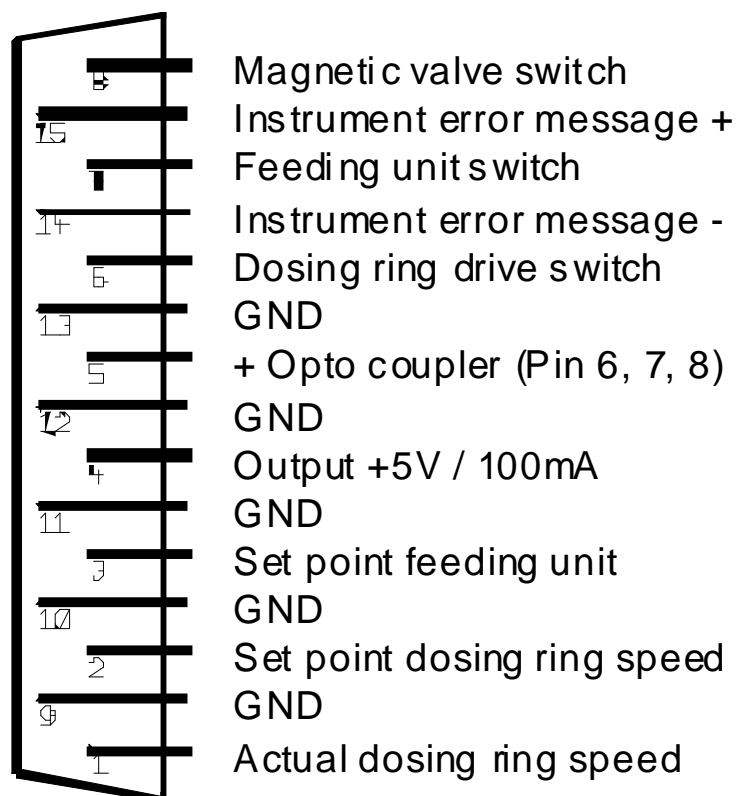 8 Magnetic valve switch
15 Instrument error message +
7 Feeding unit switch
14 Instrument error message -
6 Dosing ring drive switch
13 GND
5 + Opto coupler (Pin 6, 7, 8)
12 GND
4 Output +5V / 100mA
11 GND
3 Set point feeding unit
10 GND
2 Set point dosing ring speed
9 GND
1 Actual dosing ring speed